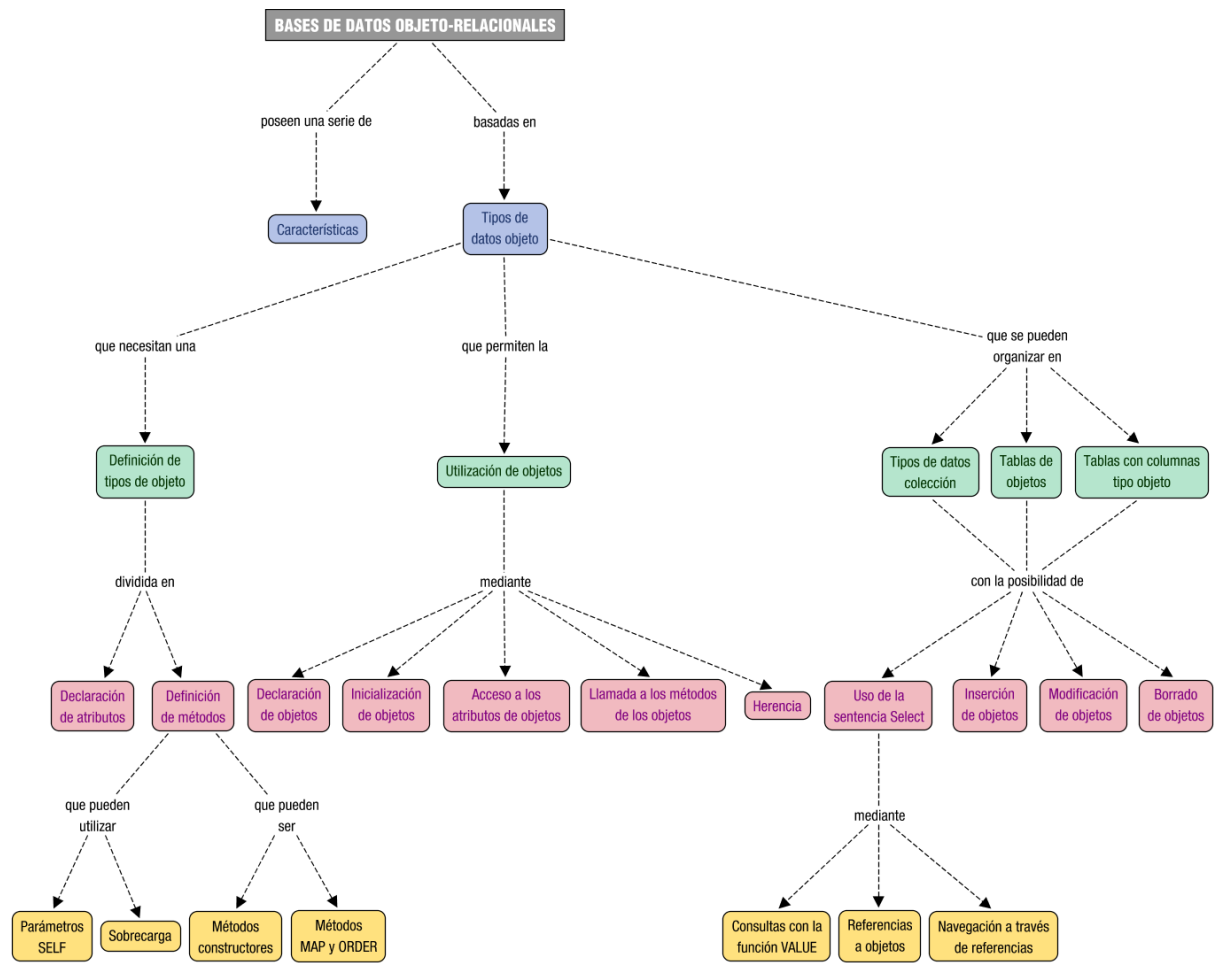 BASES DE DATOS OBJETO-RELACIONALES
poseen una serie de
basadas en
Características
Tipos de
datos objeto
que necesitan una
que permiten la
que se pueden
organizar en
Definición de
tipos de objeto
Utilización de objetos
Tipos de datos
colección
Tablas de
objetos
Tablas con columnas
tipo objeto
dividida en
mediante
con la posibilidad de
Declaración
de atributos
Definición
de métodos
Declaración
de objetos
Inicialización
de objetos
Acceso a los
atributos de objetos
Llamada a los métodos
de los objetos
Herencia
Uso de la
sentencia Select
Inserción
de objetos
Modificación
de objetos
Borrado
de objetos
que pueden
utilizar
que pueden
ser
mediante
Parámetros
SELF
Sobrecarga
Métodos
constructores
Métodos
MAP y ORDER
Consultas con la
función VALUE
Referencias
a objetos
Navegación a través
de referencias